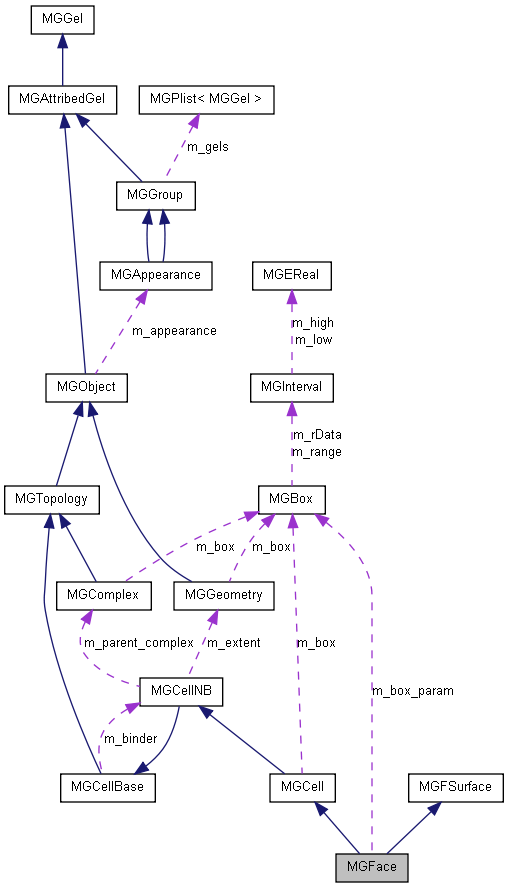 MGGel
MGAttribedGel
MGPlist< MGGel >
m_gels
MGGroup
MGAppearance
MGEReal
m_appearance
m_high
m_low
MGObject
MGInterval
m_rData
m_range
MGTopology
MGBox
m_box
m_box
MGComplex
MGGeometry
m_parent_complex
m_extent
m_box
MGCellNB
m_box_param
m_binder
MGCellBase
MGCell
MGFSurface
MGFace